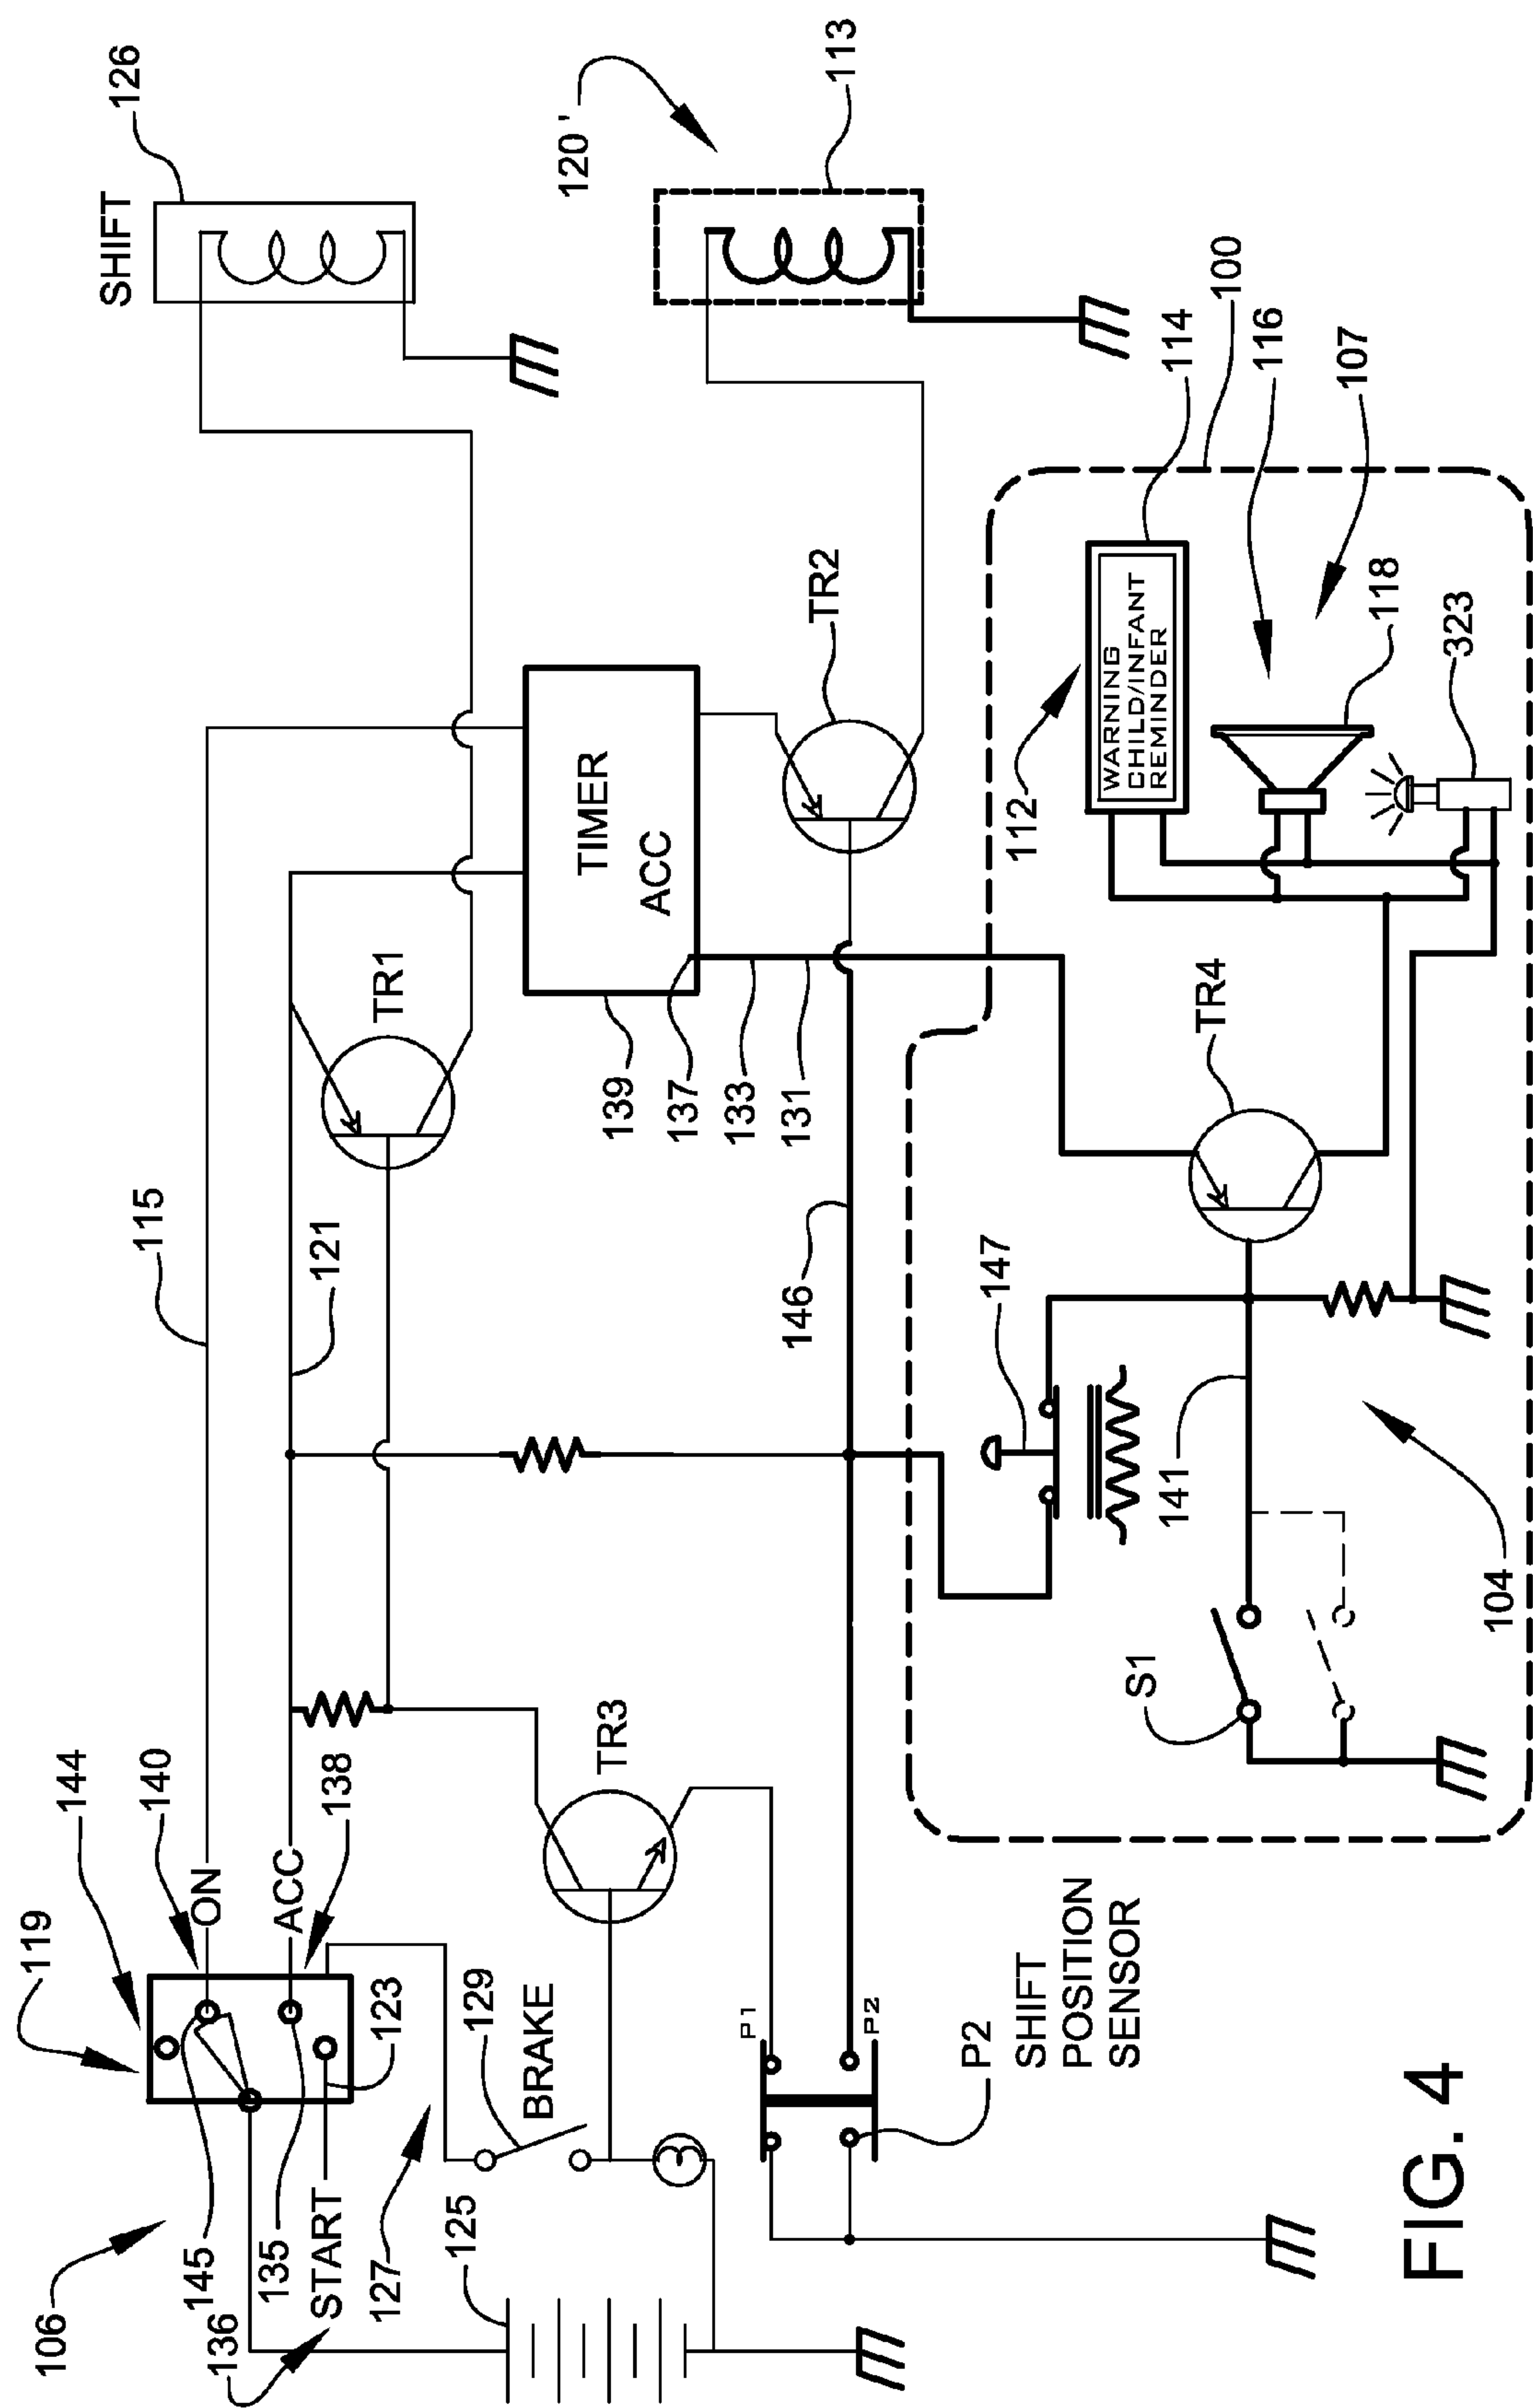 106
136
145
135
START
127
125
119
144
140
ON
ACC
138
123
129
BRAKE
P1
P2
P2
SHIFT
POSITION
SENSOR
TR3
115
121
TR1
146
147
141
S1
104
139
137
133
131
TIMER
ACC
TR2
TR4
SHIFT
126
120'
113
112
WARNING
CHILD/INFANT
REMINDER
114
100
116
107
118
323
FIG. 4